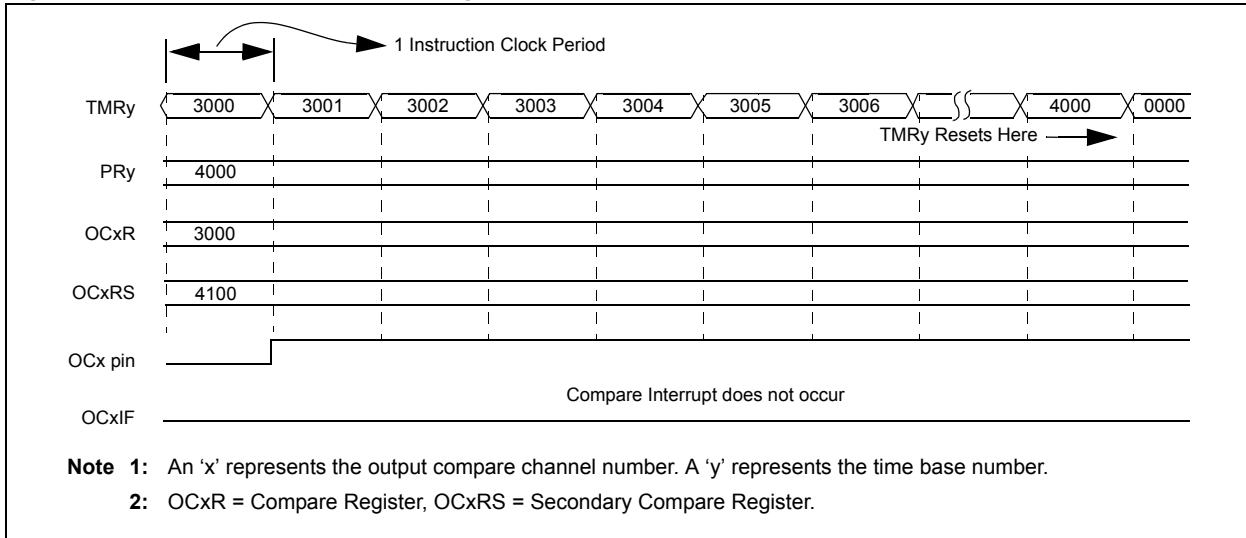 1 Instruction Clock Period
TMRy 3000 3001 3002 3003 3004 3005 3006 4000 0000
TMRy Resets Here
PRy 4000
OCxR 3000
OCxRS 4100
OCx pin
Compare Interrupt does not occur
OCxIF
Note 1: An ‘x’ represents the output compare channel number. A ‘y’ represents the time base number.
2: OCxR = Compare Register, OCxRS = Secondary Compare Register.